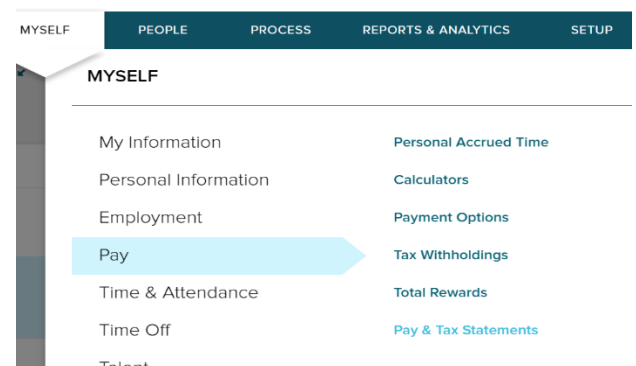 MYSELF PEOPLE PROCESS REPORTS & ANALYTICS SETUP
MYSELF
My Information Personal Accrued Time
Personal Information Calculators
Employment Payment Options
Pay Tax Withholdings
Time & Attendance Total Rewards
Time Off Pay & Tax Statements
Talent